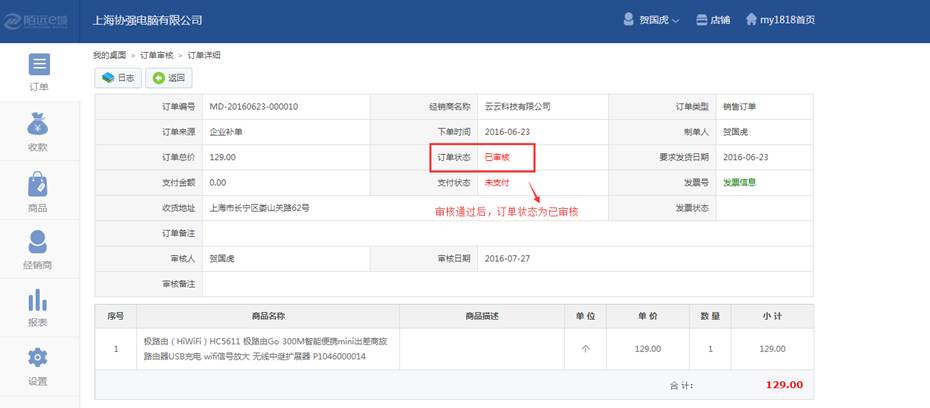 陌远e城
上海协强电脑有限公司
贺国虎
店铺
my1818首页
我的桌面 > 订单审核 > 订单详细
日志
返回
订单
收款
商品
经销商
报表
设置
订单编号 MD-20160623-000010 经销商名称 云云科技有限公司 订单类型 销售订单
订单来源 企业补单 下单时间 2016-06-23 制单人 贺国虎
订单总价 129.00 订单状态 已审核 要求发货日期 2016-06-23
支付金额 0.00 支付状态 未支付 发票号 发票信息
收货地址 上海市长宁区娄山关路62号 发票状态
审核通过后，订单状态为已审核
订单备注
审核人 贺国虎 审核日期 2016-07-27
审核备注
序号 商品名称 商品描述 单 位 单 价 数 量 小 计
1 极路由（HiWiFi）HC5611 极路由Go 300M智能便携mini出差商旅
路由器USB充电 wifi信号放大 无线中继扩展器 P1046000014
个 129.00 1 129.00
合 计： 129.00